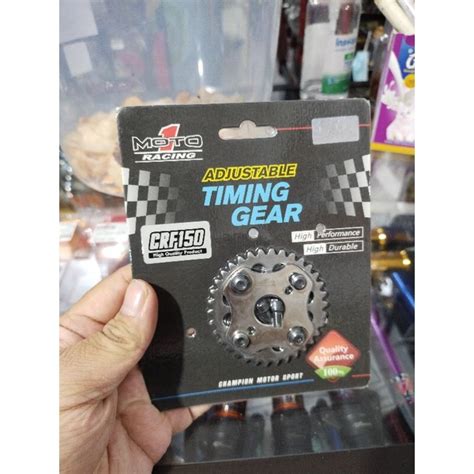 MOTO 1
RACING
ADJUSTABLE
TIMING
GEAR
CRF150
High Quality Product
High Performance
High Durable
Quality
Assurance
100%
CHAMPION MOTOR SPORT